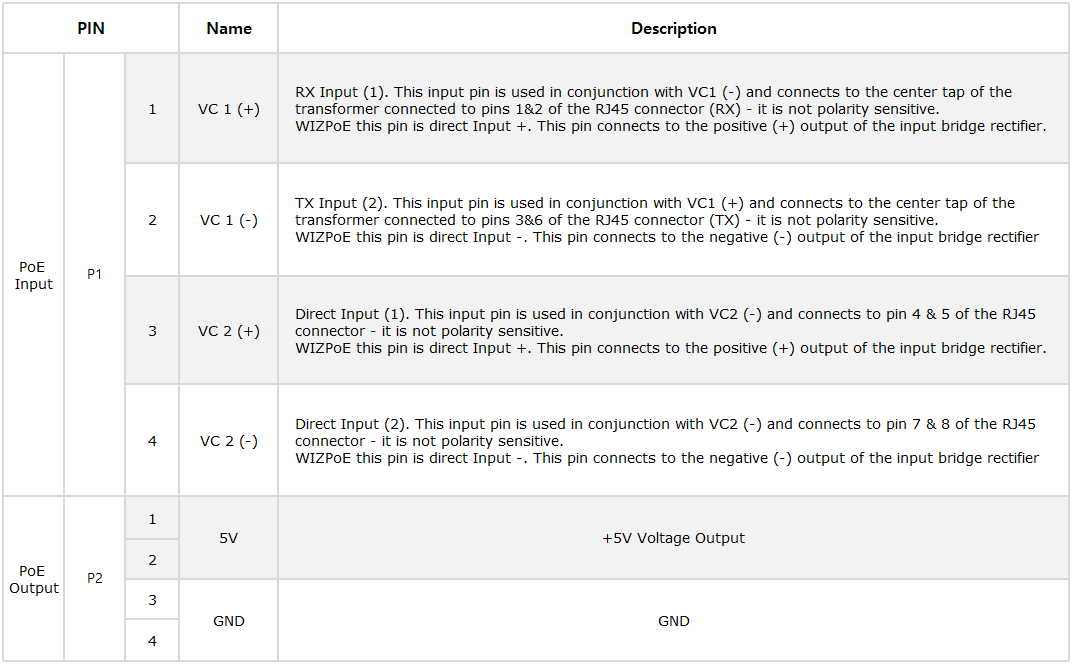 PIN Name Description
1 VC 1 (+) RX Input (1). This input pin is used in conjunction with VC1 (-) and connects to the center tap of the
transformer connected to pins 1&2 of the RJ45 connector (RX) - it is not polarity sensitive.
WIZPoE this pin is direct Input +. This pin connects to the positive (+) output of the input bridge rectifier.
2 VC 1 (-) TX Input (2). This input pin is used in conjunction with VC1 (+) and connects to the center tap of the
transformer connected to pins 3&6 of the RJ45 connector (TX) - it is not polarity sensitive.
WIZPoE this pin is direct Input -. This pin connects to the negative (-) output of the input bridge rectifier
PoE
Input
P1
3 VC 2 (+) Direct Input (1). This input pin is used in conjunction with VC2 (-) and connects to pin 4 & 5 of the RJ45
connector - it is not polarity sensitive.
WIZPoE this pin is direct Input +. This pin connects to the positive (+) output of the input bridge rectifier.
4 VC 2 (-) Direct Input (2). This input pin is used in conjunction with VC2 (-) and connects to pin 7 & 8 of the RJ45
connector - it is not polarity sensitive.
WIZPoE this pin is direct Input -. This pin connects to the negative (-) output of the input bridge rectifier
PoE
Output
P2
1
2
5V +5V Voltage Output
3
4
GND GND